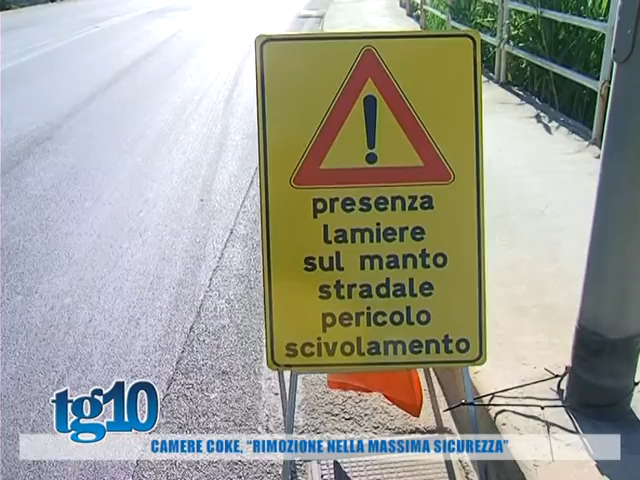 !
presenza
lamiere
sul manto
stradale
pericolo
scivolamento
tg10
CAMERE COKE, "RIMOZIONE NELLA MASSIMA SICUREZZA"